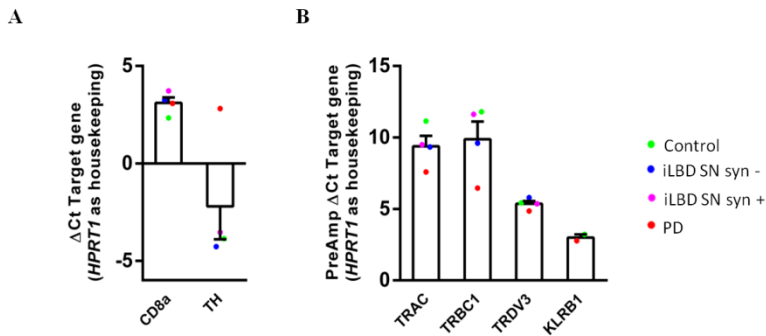 A
B
ΔCt Target gene
(HPRT1 as housekeeping)
5
0
-5
CD8a
TH
PreAmp ΔCt Target gene
(HPRT1 as housekeeping)
15
10
5
0
TRAC
TRBC1
TRDV3
KLRB1
Control
iLBD SN syn -
iLBD SN syn +
PD